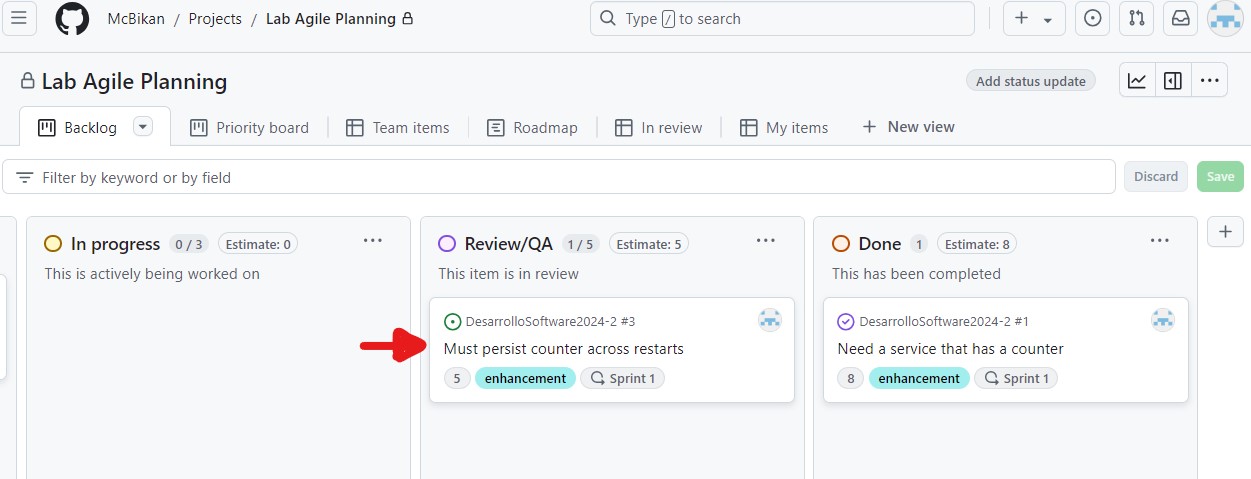 McBikan / Projects / Lab Agile Planning
Type / to search
Lab Agile Planning
Add status update
Backlog
Priority board
Team items
Roadmap
In review
My items
New view
Filter by keyword or by field
Discard
Save
In progress 0 / 3 Estimate: 0
This is actively being worked on
Review/QA 1 / 5 Estimate: 5
This item is in review
DesarrolloSoftware2024-2 #3
Must persist counter across restarts
5 enhancement Sprint 1
Done 1 Estimate: 8
This has been completed
DesarrolloSoftware2024-2 #1
Need a service that has a counter
8 enhancement Sprint 1